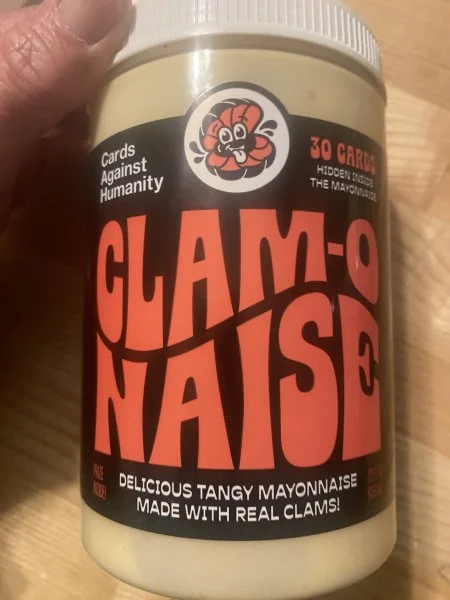 Cards
Against
Humanity
30 CARDS
HIDDEN INSIDE
THE MAYONNAISE
CLAM-O
NAISE
DELICIOUS TANGY MAYONNAISE
MADE WITH REAL CLAMS!